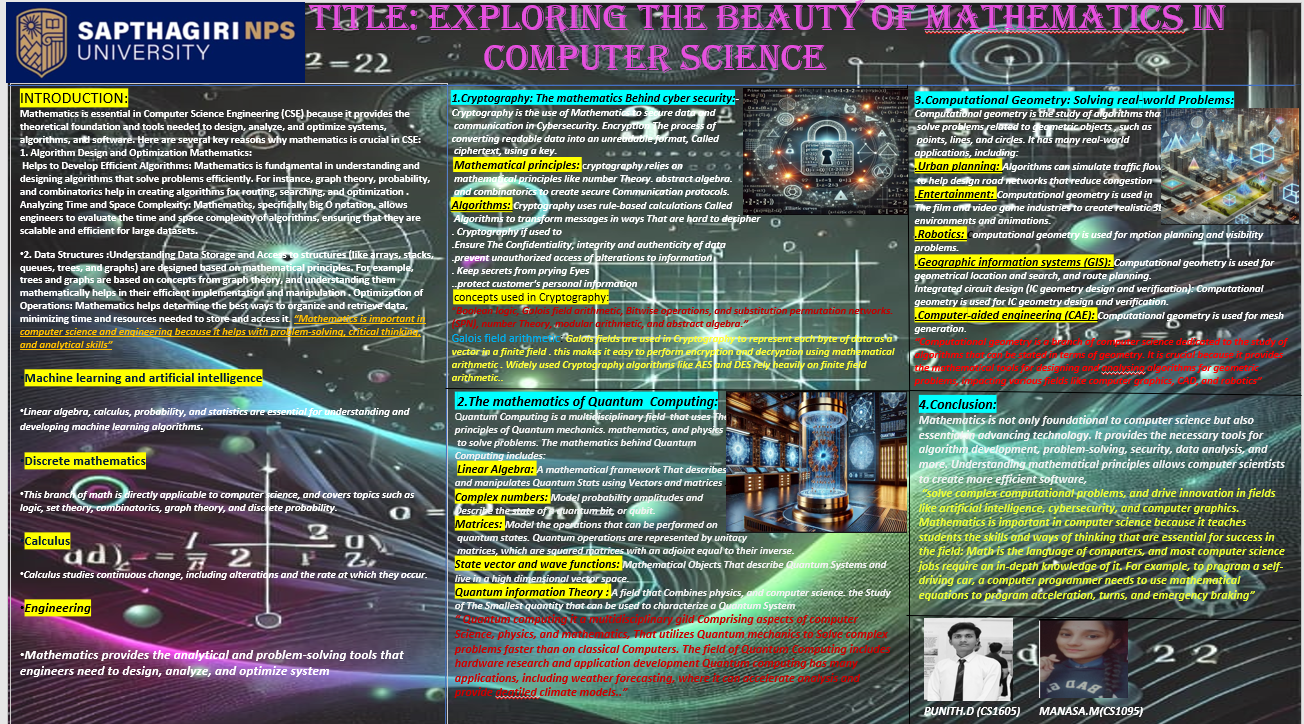 SAPTHAGIRI NPS
UNIVERSITY
TITLE: EXPLORING THE BEAUTY OF MATHEMATICS IN
COMPUTER SCIENCE
INTRODUCTION:
Mathematics is essential in Computer Science Engineering (CSE) because it provides the
theoretical foundation and tools needed to design, analyze, and optimize systems,
algorithms, and software. Here are several key reasons why mathematics is crucial in CSE:
1. Algorithm Design and Optimization Mathematics:
Helps to Develop Efficient Algorithms: Mathematics is fundamental in understanding and
designing algorithms that solve problems efficiently. For instance, graph theory, probability,
and combinatorics help in creating algorithms for routing, searching, and optimization .
Analyzing Time and Space Complexity: Mathematics, specifically Big O notation, allows
engineers to evaluate the time and space complexity of algorithms, ensuring that they are
scalable and efficient for large datasets.
•2. Data Structures :Understanding Data Storage and Access to structures (like arrays, stacks,
queues, trees, and graphs) are designed based on mathematical principles. For example,
trees and graphs are based on concepts from graph theory, and understanding them
mathematically helps in their efficient implementation and manipulation . Optimization of
Operations: Mathematics helps determine the best ways to organize and retrieve data,
minimizing time and resources needed to store and access it. "Mathematics is important in
computer science and engineering because it helps with problem-solving, critical thinking,
and analytical skills"
Machine learning and artificial intelligence
•Linear algebra, calculus, probability, and statistics are essential for understanding and
developing machine learning algorithms.
•Discrete mathematics
•This branch of math is directly applicable to computer science, and covers topics such as
logic, set theory, combinatorics, graph theory, and discrete probability.
•Calculus
•Calculus studies continuous change, including alterations and the rate at which they occur.
•Engineering
•Mathematics provides the analytical and problem-solving tools that
engineers need to design, analyze, and optimize system
1.Cryptography: The mathematics Behind cyber security:-
Cryptography is the use of Mathematics to secure data and
communication in Cybersecurity. Encryption The process of
converting readable data into an unreadable format, Called
ciphertext, using a key.
Mathematical principles: cryptography relies on
mathematical principles like number Theory. abstract algebra.
and combinatorics to create secure Communication protocols.
Algorithms: Cryptography uses rule-based calculations Called
Algorithms to transform messages in ways That are hard to decipher
. Cryptography if used to
.Ensure The Confidentiality, integrity and authenticity of data
.prevent unauthorized access of alterations to information
. Keep secrets from prying Eyes
..protect customer's personal information
concepts used in Cryptography:
"Boolean logic, Galois field arithmetic, Bitwise operations, and substitution permutation networks
(SPN), number Theory, modular arithmetic, and abstract algebra."
Galois field arithmetic: Galois fields are used in Cryptography to represent each byte of data as a
vector in a finite field . this makes it easy to perform encryption and decryption using mathematical
arithmetic . Widely used Cryptography algorithms like AES and DES rely heavily on finite field
arithmetic..
2.The mathematics of Quantum Computing:
Quantum Computing is a multidisciplinary field that uses The
principles of Quantum mechanics. mathematics, and physics
to solve problems. The mathematics behind Quantum
Computing includes:
Linear Algebra: A mathematical framework That describes
and manipulates Quantum Stats using Vectors and matrices
Complex numbers: Model probability amplitudes and
Describe the state of a quantum bit, or qubit.
Matrices: Model the operations that can be performed on
quantum states. Quantum operations are represented by unitary
matrices, which are squared matrices with an adjoint equal to their inverse.
State vector and wave functions: Mathematical Objects That describe Quantum Systems and
live in a high dimensional vector space.
Quantum information Theory : A field that Combines physics, and computer science. the Study
of The Smallest quantity that can be used to characterize a Quantum System
"Quantum computing is a multidisciplinary gild Comprising aspects of computer
Science, physics, and mathematics, That utilizes Quantum mechanics to Solve complex
problems faster than on classical Computers. The field of Quantum Computing includes
hardware research and application development Quantum computing has many
applications, including weather forecasting, where it can accelerate analysis and
provide detailed climate models.."
3.Computational Geometry: Solving real-world Problems:
Computational geometry is the study of algorithms tha
solve problems related to geometric objects , such as
points, lines, and circles. It has many real-world
applications, including:
.Urban planning: Algorithms can simulate traffic flow
to help design road networks thatreduce congestion
.Entertainment: Computational geometry is used in
The film and video game industries to create realistic3l
environments and animations.
.Robotics: Computational geometry is used for motion planning and visibility
problems.
.Geographic information systems (GIS): Computational geometry is used for
geometrical location and search, and route planning.
Integrated circuit design (IC geometry design and verification): Computational
geometry is used for IC geometry design and verification.
.Computer-aided engineering (CAE): Computational geometry is used for mesh
generation.
"Computational geometry is a branch of computer science dedicated to the study of
algorithms that can be stated in terms of geometry. It is crucial because it provides
the mathematical tools for designing and analyzing algorithms for geometric
4.Conclusion:
Mathematics is not only foundational to computer science but also
essential in advancing technology. It provides the necessary tools for
algorithm development, problem-solving, security, data analysis, and
more. Understanding mathematical principles allows computer scientists
to create more efficient software,
"solve complex computational problems, and drive innovation in fields
like artificial intelligence, cybersecurity, and computer graphics.
Mathematics is important in computer science because it teaches
students the skills and ways of thinking that are essential for success in
the field: Math is the language of computers, and most computer science
jobs require an in-depth knowledge of it. For example, to program a self-
driving car, a computer programmer needs to use mathematical
equations to program acceleration, turns, and emergency braking"
PUNITH.D (CS1605) MANASA.M(CS1095)